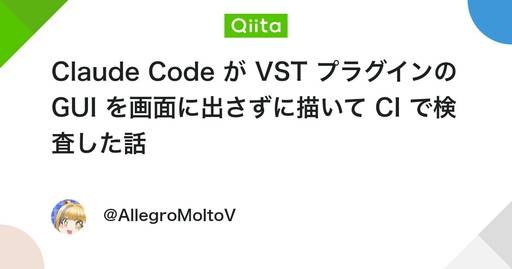 Qiita
Claude Code が VST プラグインの
GUI を画面に出さずに描いて CI で検
査した話
@AllegroMoltoV